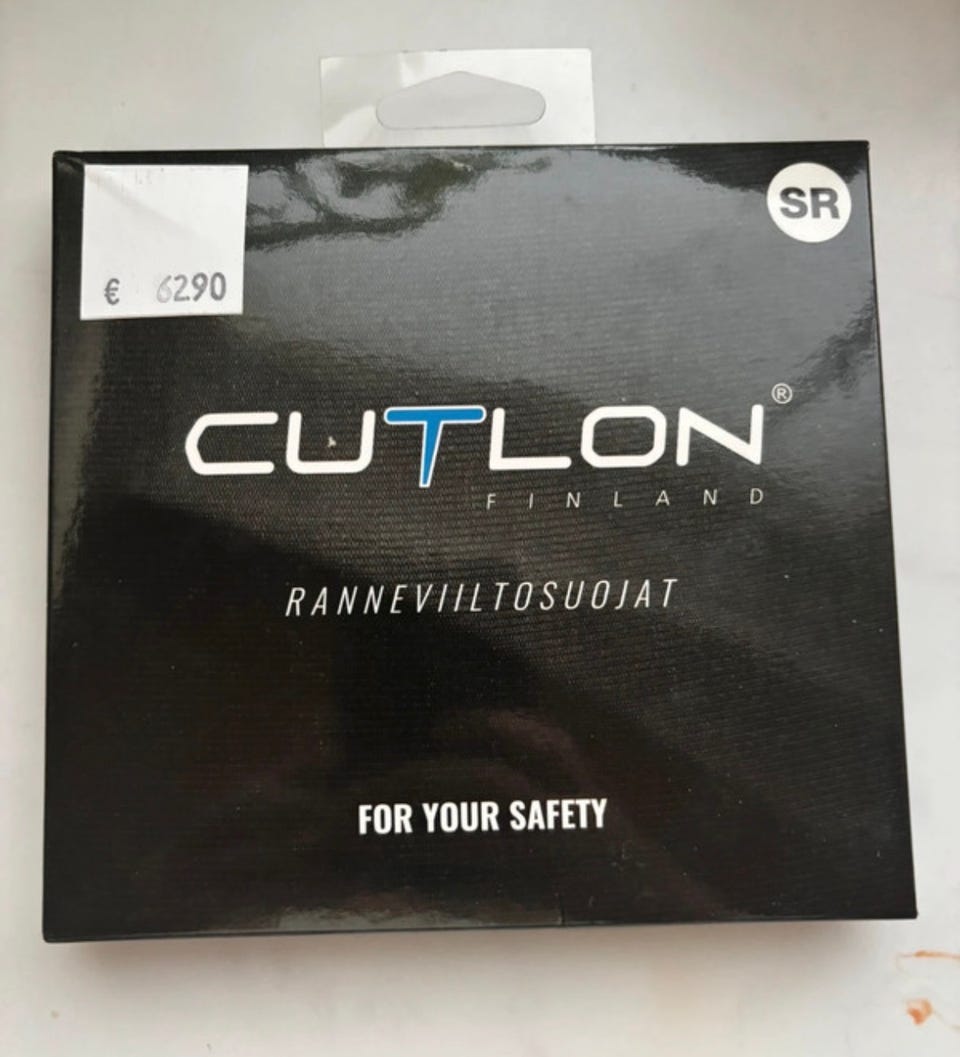 SR
€ 6290
CUTLON®
FINLAND
RANNEVIILTOSUOJAT
FOR YOUR SAFETY